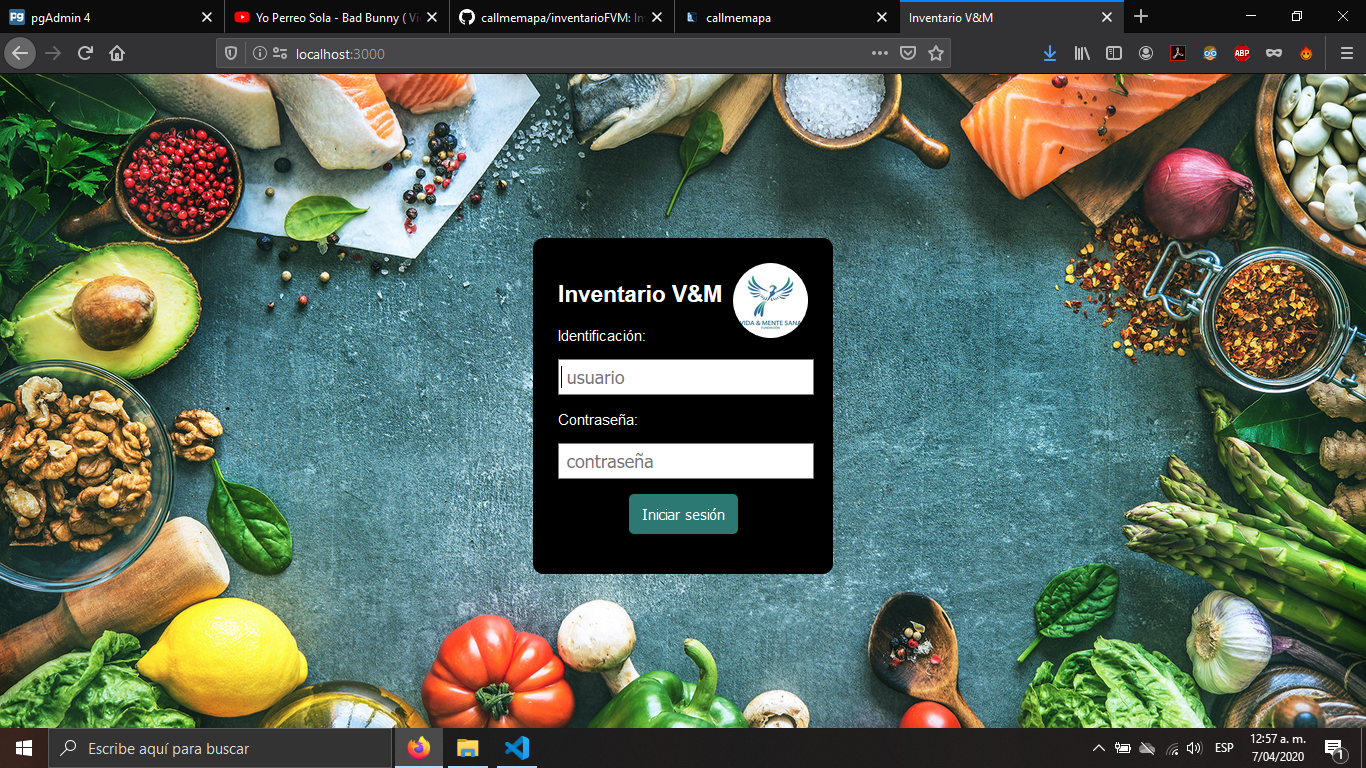 pgAdmin 4
Yo Perreo Sola - Bad Bunny ( Vi
callmemapa/inventarioFVM: In
callmemapa
Inventario V&M
localhost:3000
ABP
Inventario V&M
VIDA & MENTE SANA
FUNDACIÓN
Identificación:
usuario
Contraseña:
contraseña
Iniciar sesión
Escribe aquí para buscar
ESP
12:57 a. m.
7/04/2020
1